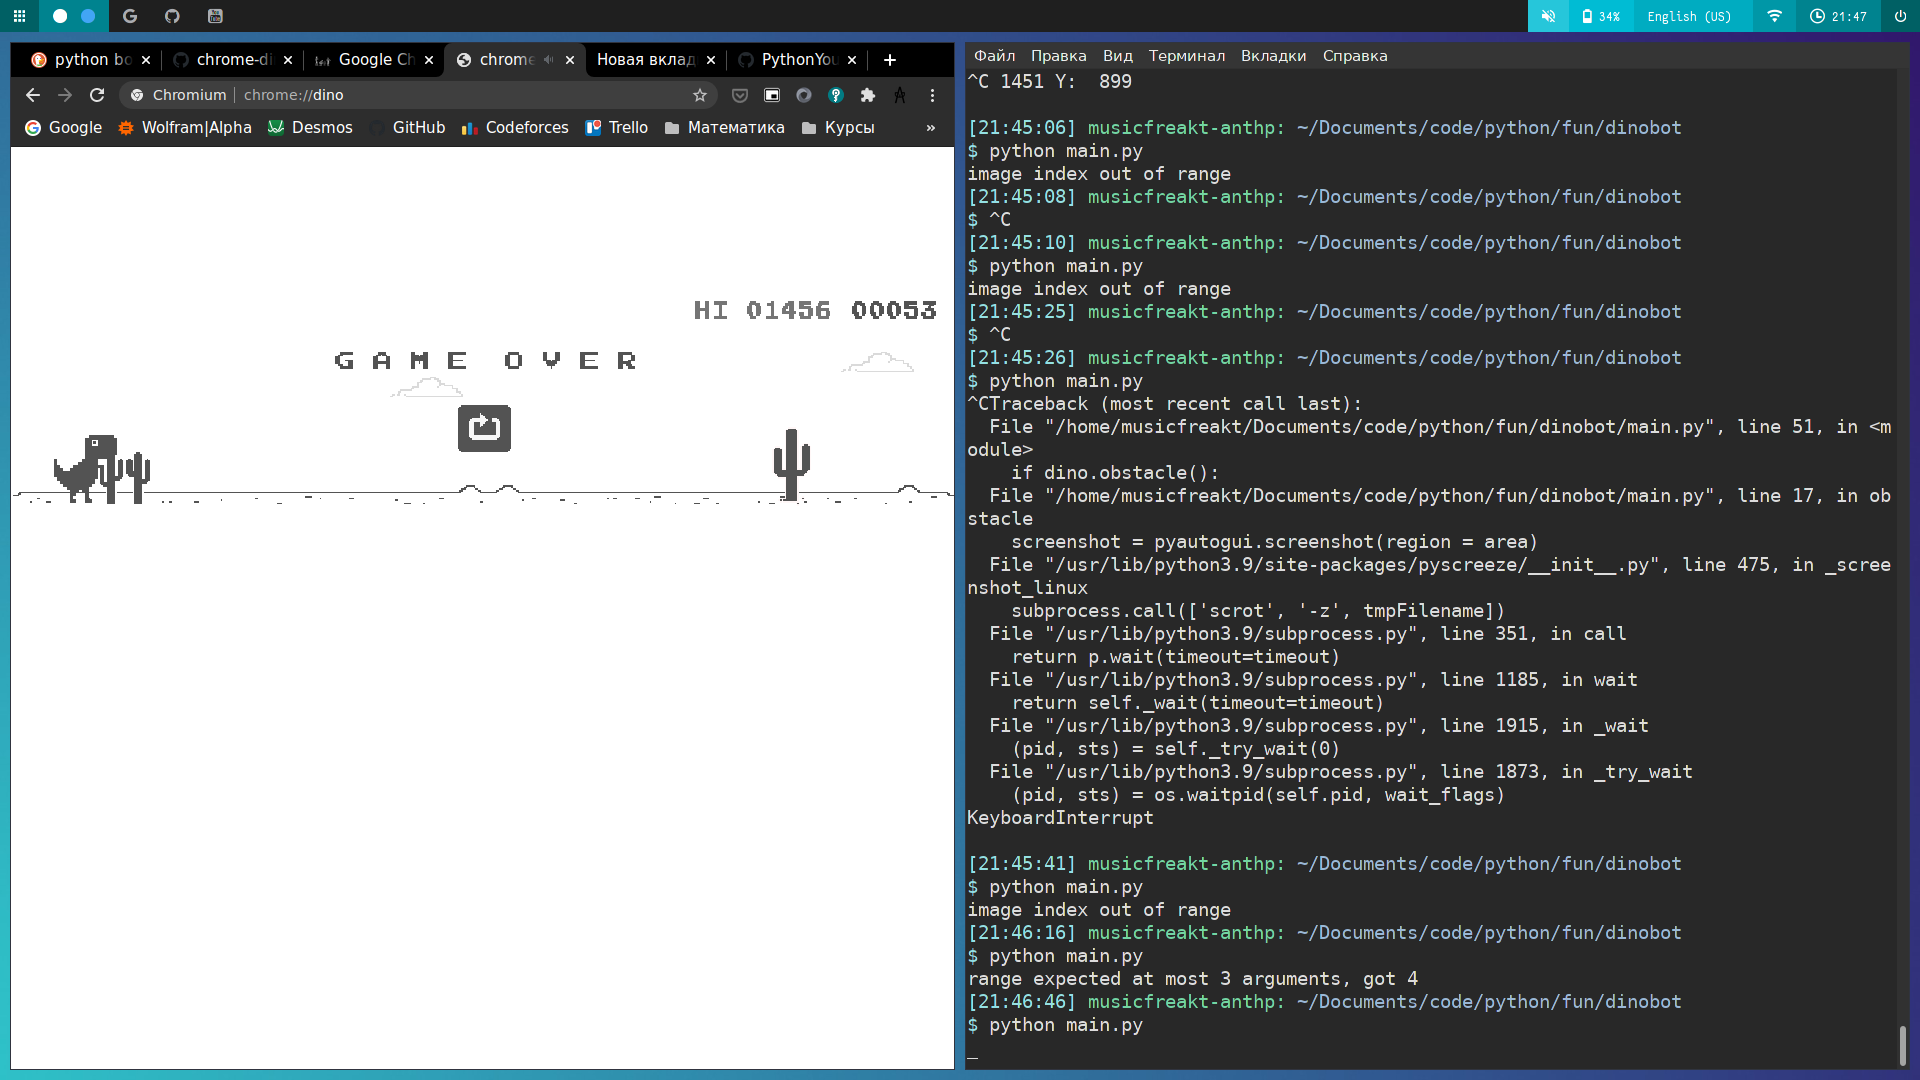 34%
English (US)
21:47
python bo
chrome-di
Google Ch
chrome
Новая вклад
PythonYou
Chromium
chrome://dino
Google
Wolfram|Alpha
Desmos
GitHub
Codeforces
Trello
Математика
Курсы
»
HI 01456 00053
GAME OVER
Файл Правка Вид Терминал Вкладки Справка
^C 1451 Y:  899
[21:45:06] musicfreakt-anthp: ~/Documents/code/python/fun/dinobot
$ python main.py
image index out of range
[21:45:08] musicfreakt-anthp: ~/Documents/code/python/fun/dinobot
$ ^C
[21:45:10] musicfreakt-anthp: ~/Documents/code/python/fun/dinobot
$ python main.py
image index out of range
[21:45:25] musicfreakt-anthp: ~/Documents/code/python/fun/dinobot
$ ^C
[21:45:26] musicfreakt-anthp: ~/Documents/code/python/fun/dinobot
$ python main.py
^CTraceback (most recent call last):
  File "/home/musicfreakt/Documents/code/python/fun/dinobot/main.py", line 51, in <m
odule>
    if dino.obstacle():
  File "/home/musicfreakt/Documents/code/python/fun/dinobot/main.py", line 17, in ob
stacle
    screenshot = pyautogui.screenshot(region = area)
  File "/usr/lib/python3.9/site-packages/pyscreeze/__init__.py", line 475, in _scree
nshot_linux
    subprocess.call(['scrot', '-z', tmpFilename])
  File "/usr/lib/python3.9/subprocess.py", line 351, in call
    return p.wait(timeout=timeout)
  File "/usr/lib/python3.9/subprocess.py", line 1185, in wait
    return self._wait(timeout=timeout)
  File "/usr/lib/python3.9/subprocess.py", line 1915, in _wait
    (pid, sts) = self._try_wait(0)
  File "/usr/lib/python3.9/subprocess.py", line 1873, in _try_wait
    (pid, sts) = os.waitpid(self.pid, wait_flags)
KeyboardInterrupt
[21:45:41] musicfreakt-anthp: ~/Documents/code/python/fun/dinobot
$ python main.py
image index out of range
[21:46:16] musicfreakt-anthp: ~/Documents/code/python/fun/dinobot
$ python main.py
range expected at most 3 arguments, got 4
[21:46:46] musicfreakt-anthp: ~/Documents/code/python/fun/dinobot
$ python main.py
_